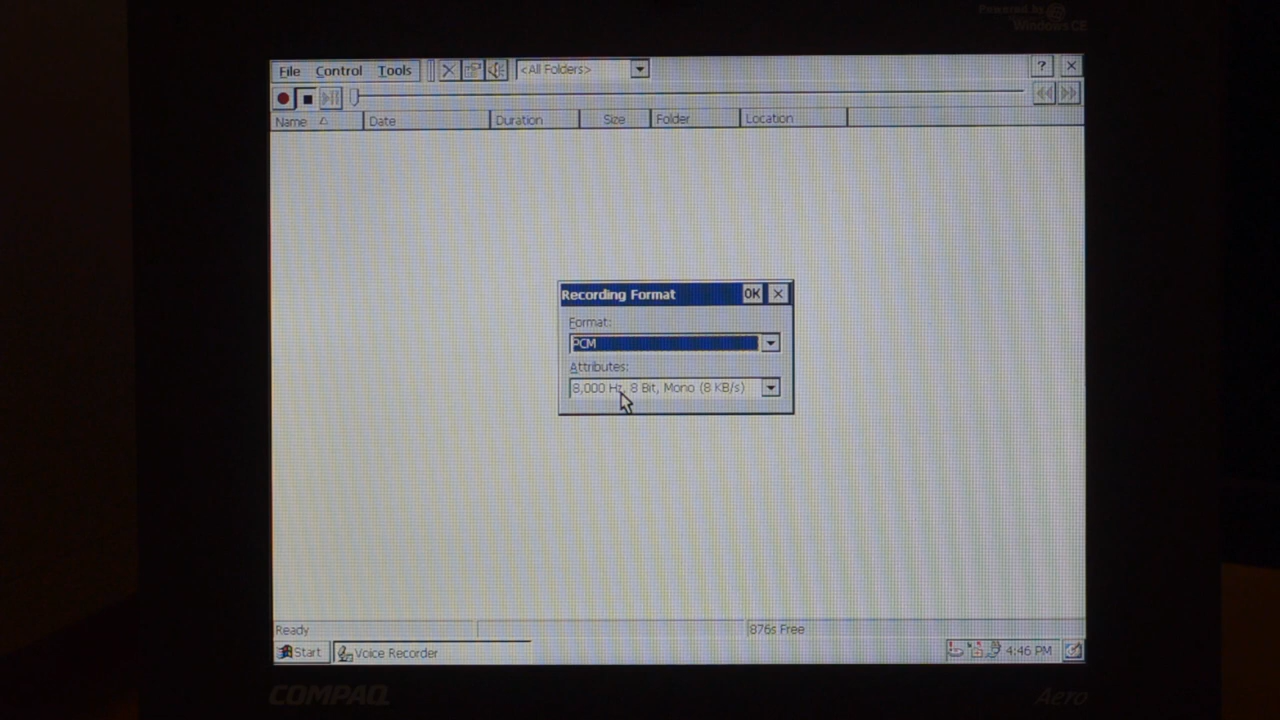 Powered by
Windows CE
File Control Tools <All Folders> ? ×
Name Date Duration Size Folder Location
Recording Format OK ×
Format:
PCM
Attributes:
8,000 Hz, 8 Bit, Mono (8 KB/s)
Ready 876s Free
Start Voice Recorder 4:46 PM
COMPAQ Aero